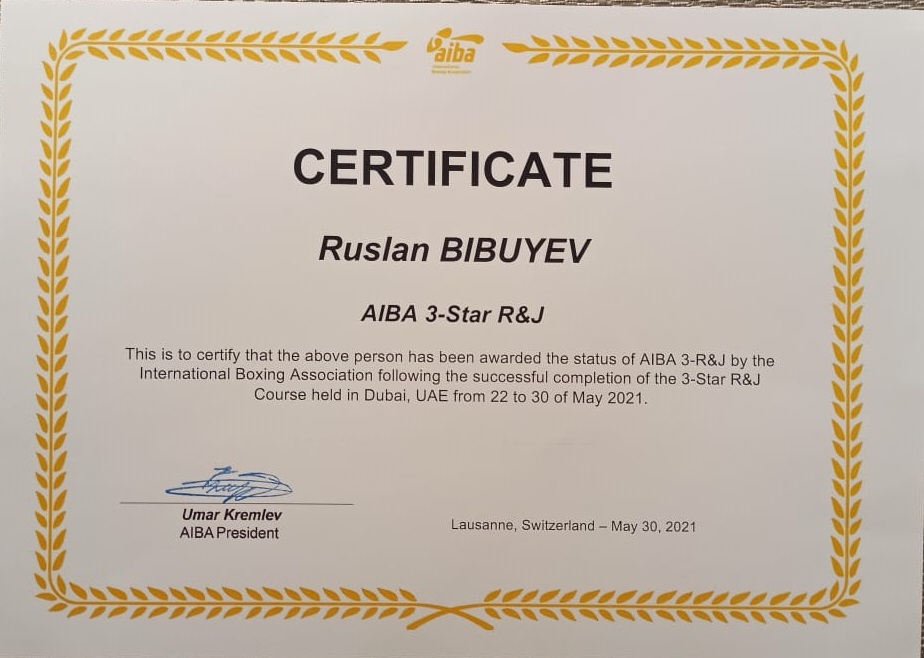 aiba
CERTIFICATE
Ruslan BIBUYEV
AIBA 3-Star R&J
This is to certify that the above person has been awarded the status of AIBA 3-R&J by the
International Boxing Association following the successful completion of the 3-Star R&J
Course held in Dubai, UAE from 22 to 30 of May 2021.
Umar Kremlev
AIBA President
Lausanne, Switzerland – May 30, 2021